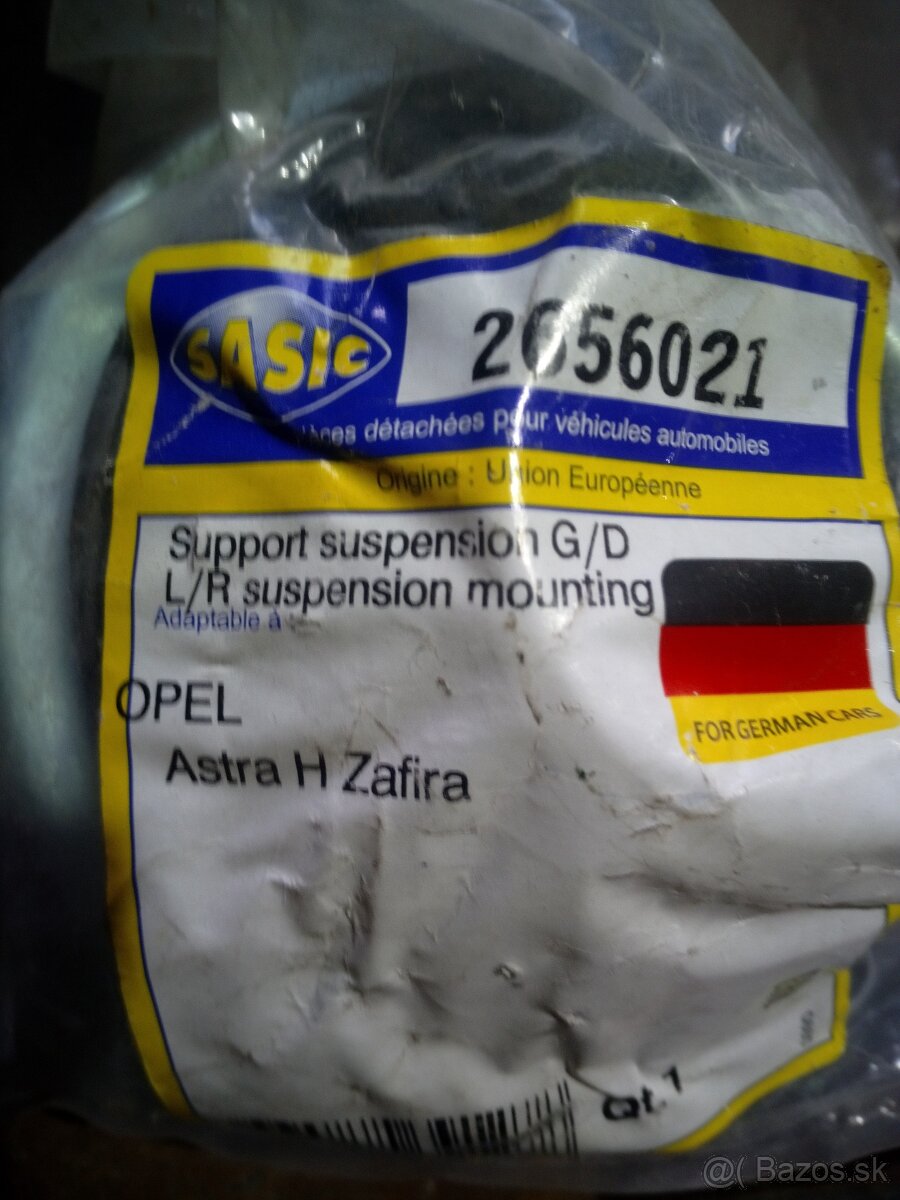 SASIC
2656021
pièces détachées pour véhicules automobiles
Origine : Union Européenne
Support suspension G/D
L/R suspension mounting
Adaptable à :
OPEL
Astra H Zafira
FOR GERMAN CARS
Qt.1
@( Bazos.sk